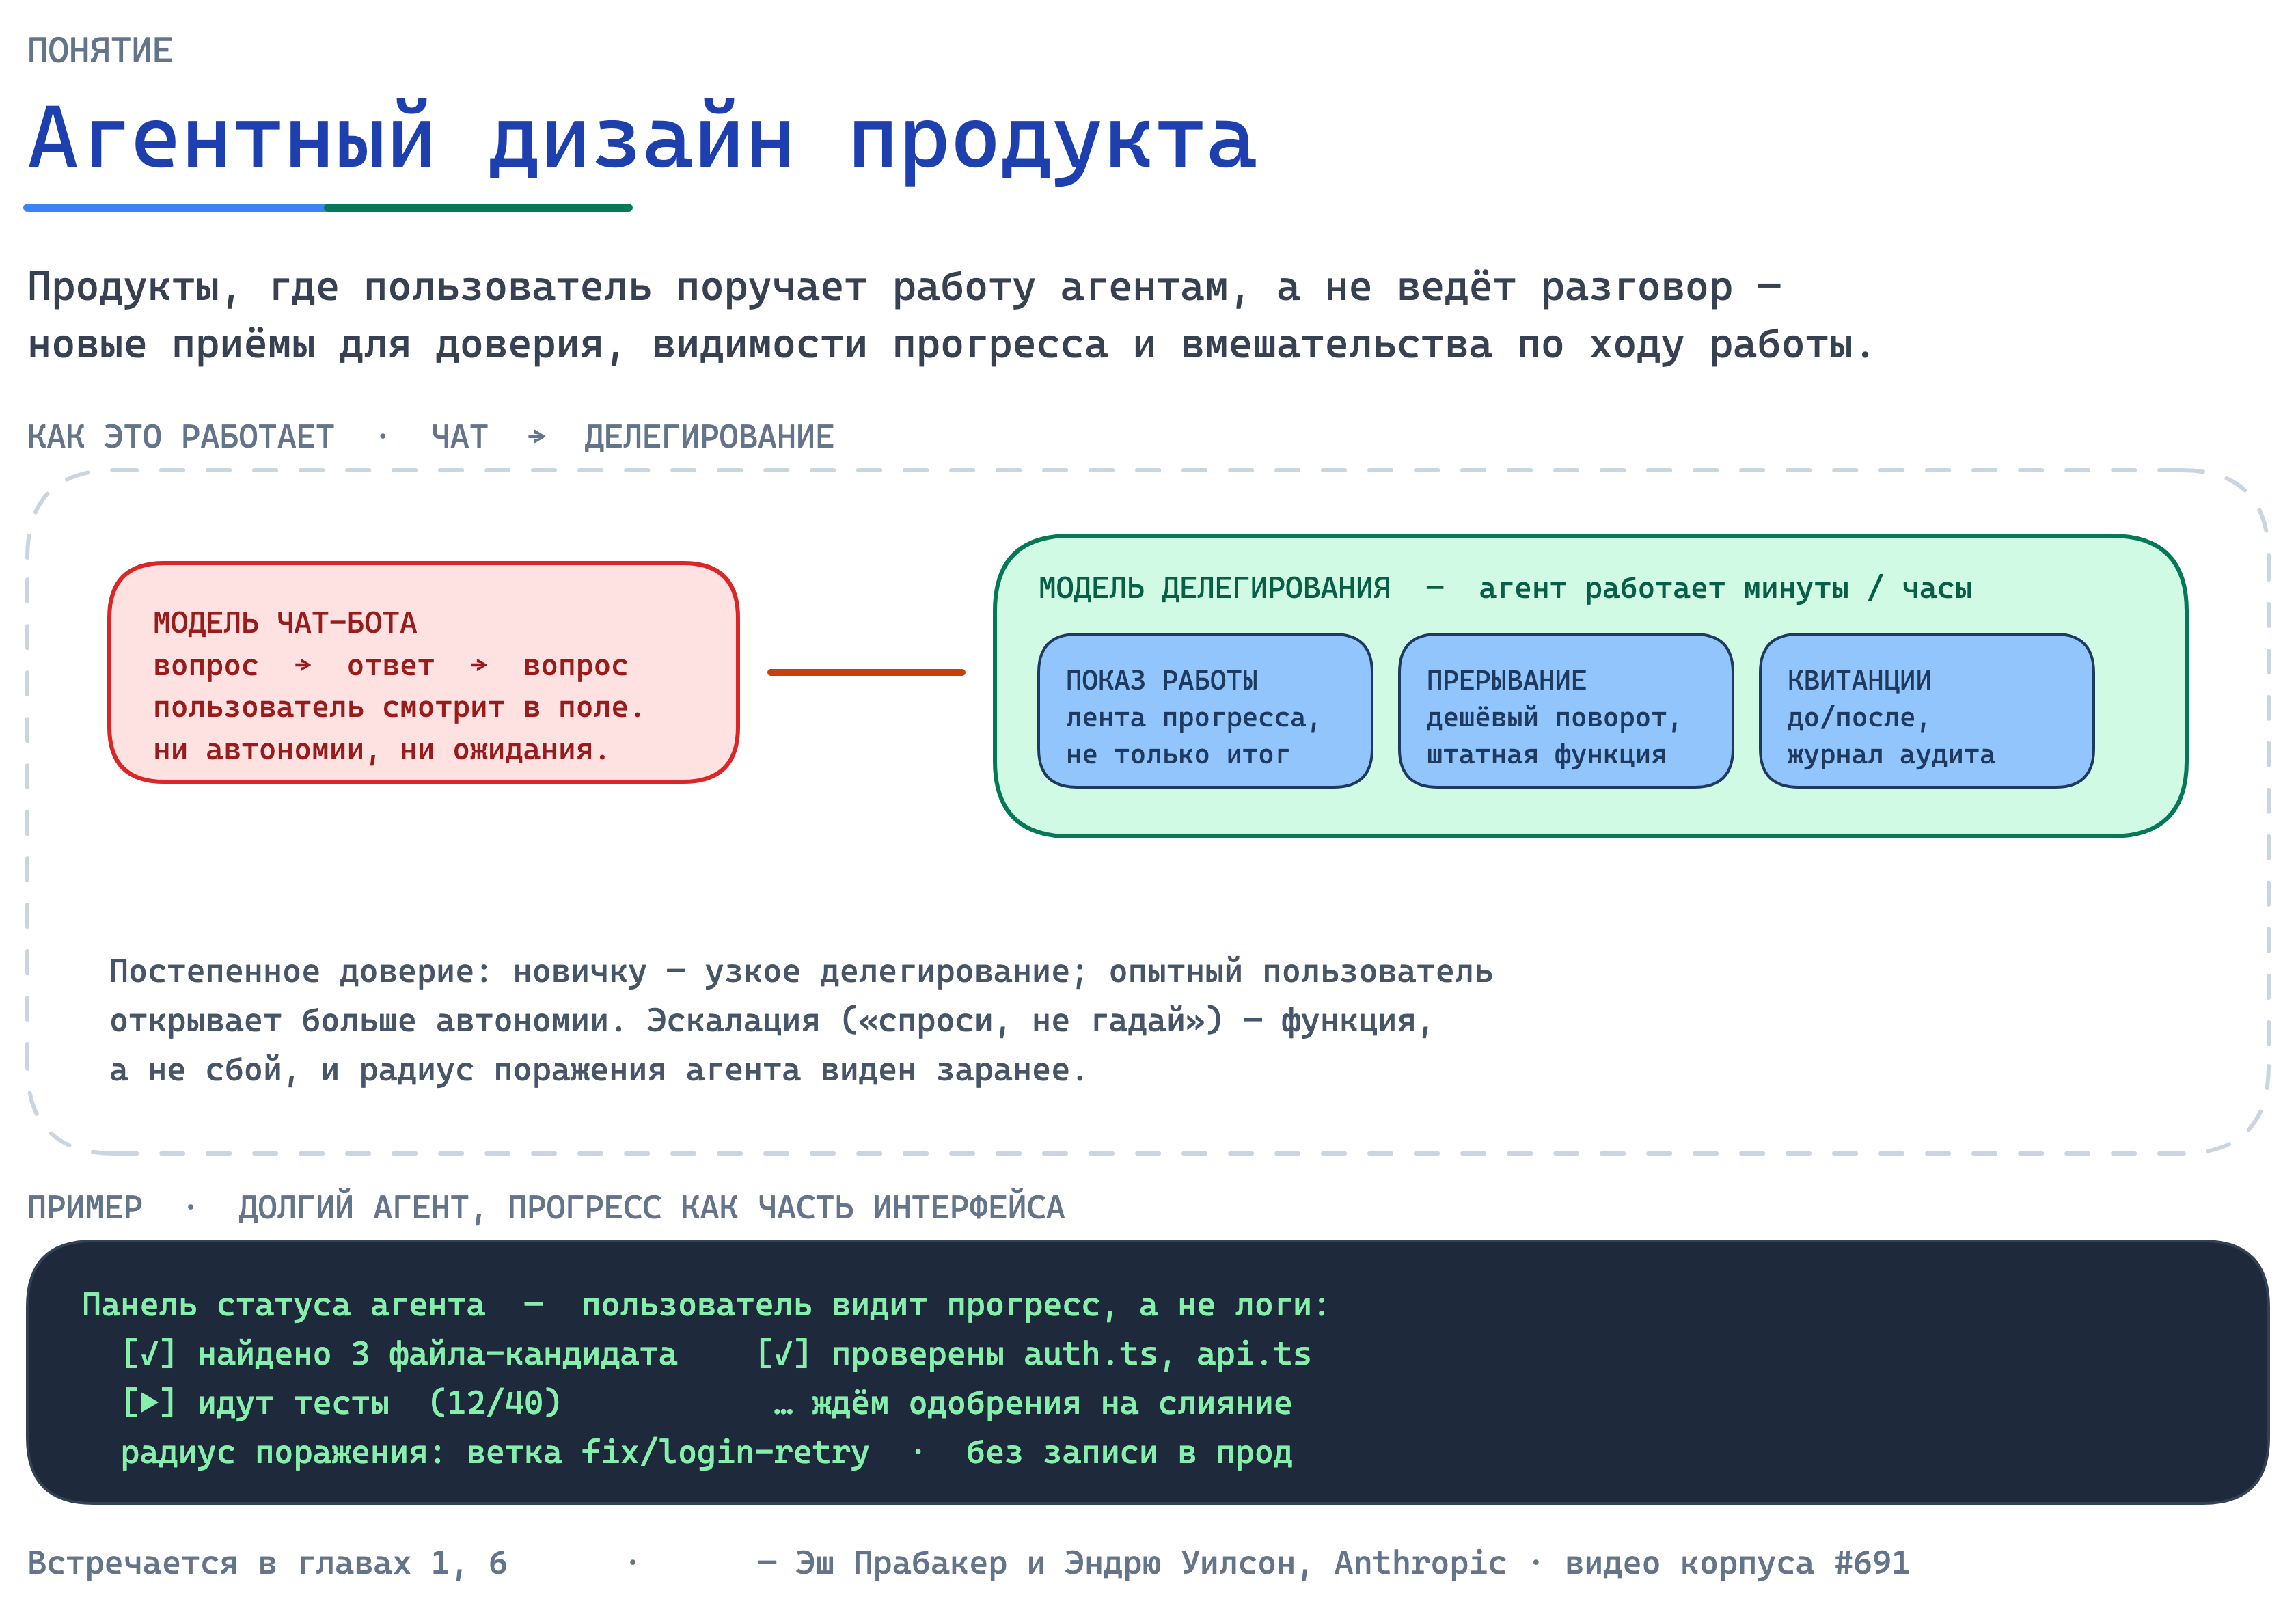 ПОНЯТИЕ
Агентный дизайн продукта
Продукты, где пользователь поручает работу агентам, а не ведёт разговор —
новые приёмы для доверия, видимости прогресса и вмешательства по ходу работы.
КАК ЭТО РАБОТАЕТ · ЧАТ → ДЕЛЕГИРОВАНИЕ
МОДЕЛЬ ЧАТ-БОТА
вопрос → ответ → вопрос
пользователь смотрит в поле.
ни автономии, ни ожидания.
МОДЕЛЬ ДЕЛЕГИРОВАНИЯ — агент работает минуты / часы
ПОКАЗ РАБОТЫ
лента прогресса,
не только итог
ПРЕРЫВАНИЕ
дешёвый поворот,
штатная функция
КВИТАНЦИИ
до/после,
журнал аудита
Постепенное доверие: новичку — узкое делегирование; опытный пользователь
открывает больше автономии. Эскалация («спроси, не гадай») — функция,
а не сбой, и радиус поражения агента виден заранее.
ПРИМЕР · ДОЛГИЙ АГЕНТ, ПРОГРЕСС КАК ЧАСТЬ ИНТЕРФЕЙСА
Панель статуса агента — пользователь видит прогресс, а не логи:
[✓] найдено 3 файла-кандидата [✓] проверены auth.ts, api.ts
[▶] идут тесты (12/40) … ждём одобрения на слияние
радиус поражения: ветка fix/login-retry · без записи в прод
Встречается в главах 1, 6 · — Эш Прабакер и Эндрю Уилсон, Anthropic · видео корпуса #691